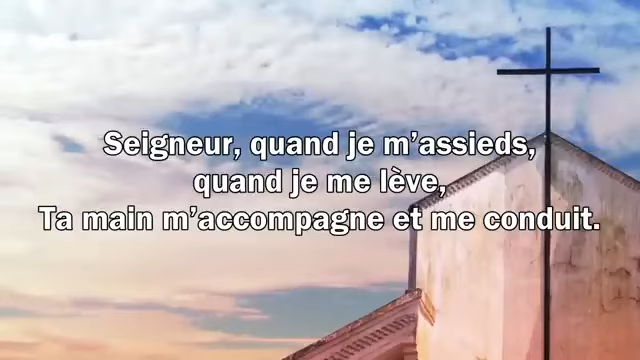 Seigneur, quand je m’assieds,
quand je me lève,
Ta main m’accompagne et me conduit.